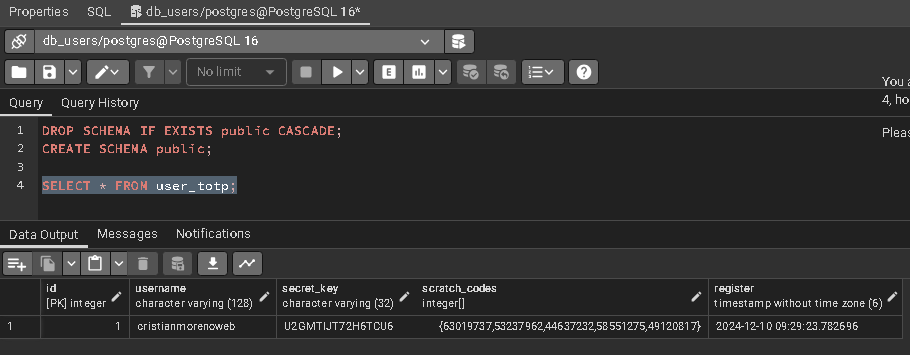 Properties SQL db_users/postgres@PostgreSQL 16*
db_users/postgres@PostgreSQL 16
No limit E
You a
Query Query History 4, ho
1 DROP SCHEMA IF EXISTS public CASCADE;
Pleas
2 CREATE SCHEMA public;
3
4 SELECT * FROM user_totp;
Data Output Messages Notifications
id username secret_key scratch_codes register
[PK] integer character varying (128) character varying (32) integer[] timestamp without time zone (6)
1 1 cristianmorenoweb U2GMTIJT72H6TCU6 {63019737,53237962,44637232,58551275,49120817} 2024-12-10 09:29:23.782696